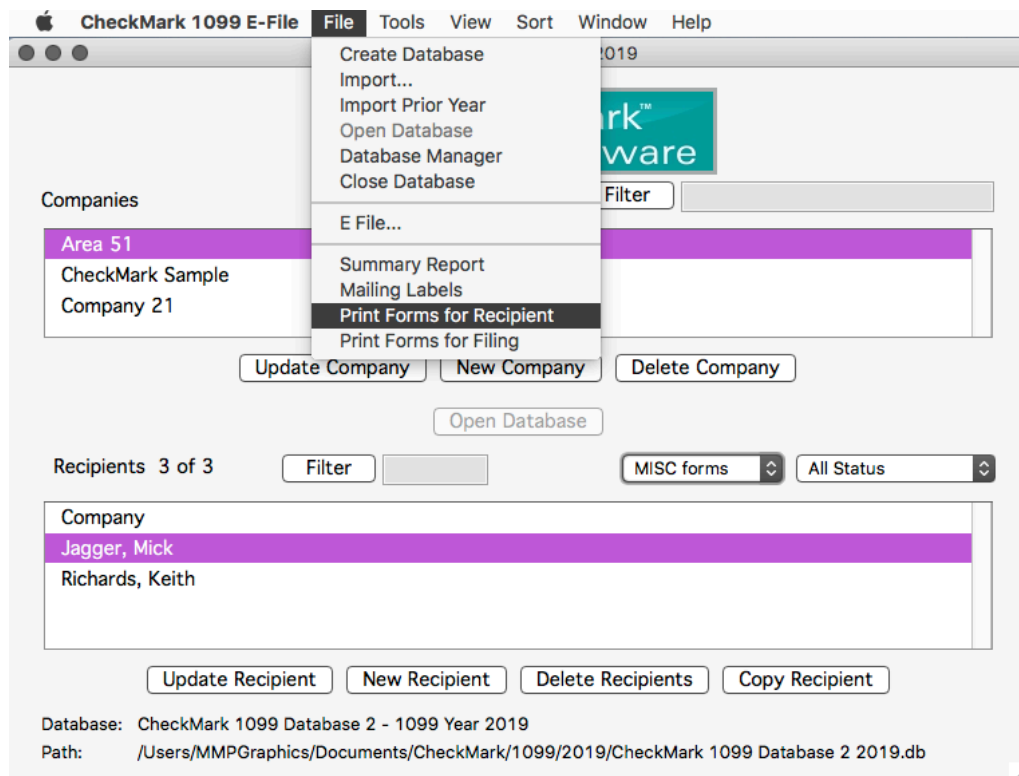 CheckMark 1099 E-File File Tools View Sort Window Help
Create Database
2019
Import...
Import Prior Year
Open Database
Database Manager
Close Database
E File...
Summary Report
Mailing Labels
Print Forms for Recipient
Print Forms for Filing
rk™
ware
Companies
Filter
Area 51
CheckMark Sample
Company 21
Update Company New Company Delete Company
Open Database
Recipients 3 of 3 Filter MISC forms All Status
Company
Jagger, Mick
Richards, Keith
Update Recipient New Recipient Delete Recipients Copy Recipient
Database: CheckMark 1099 Database 2 - 1099 Year 2019
Path: /Users/MMPGraphics/Documents/CheckMark/1099/2019/CheckMark 1099 Database 2 2019.db